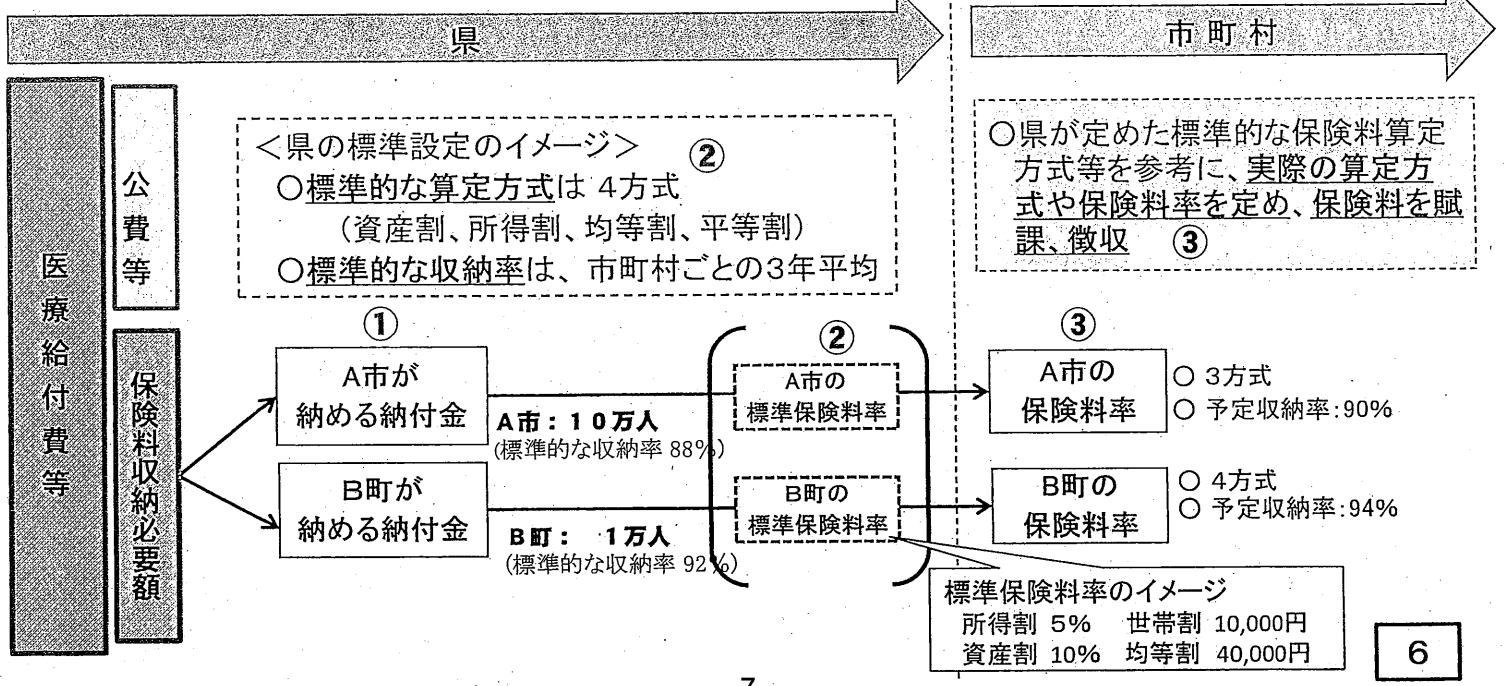 県
市町村
医療給付費等
公費等
保険料収納必要額
＜県の標準設定のイメージ＞ ②
○標準的な算定方式は 4方式
（資産割、所得割、均等割、平等割）
○標準的な収納率は、市町村ごとの3年平均
○県が定めた標準的な保険料算定
方式等を参考に、実際の算定方
式や保険料率を定め、保険料を賦
課、徴収 ③
①
A市が
納める納付金
A市：10万人
(標準的な収納率 88%)
②
A市の
標準保険料率
③
A市の
保険料率
○ 3方式
○ 予定収納率:90%
B町が
納める納付金
B町： 1万人
(標準的な収納率 92%)
B町の
標準保険料率
B町の
保険料率
○ 4方式
○ 予定収納率:94%
標準保険料率のイメージ
所得割 5% 世帯割 10,000円
資産割 10% 均等割 40,000円
6
7